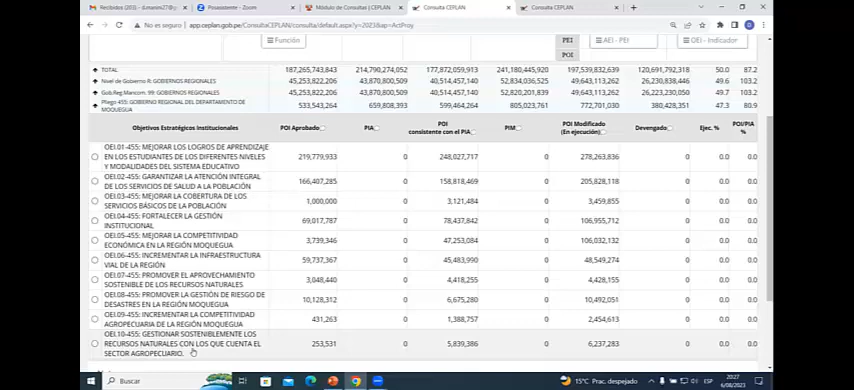 Recibidos (203) - d.marsini27@g
Posasistente - Zoom
Módulo de Consultas | CEPLAN
Consulta CEPLAN
Consulta CEPLAN
No es seguro | app.ceplan.gob.pe/ConsultaCEPLAN/consulta/default.aspx?y=2023&ap=ActProy
Función
PEI
AEI - PEI
OEI - Indicador
POI
TOTAL 187,265,743,843 214,790,274,052 177,872,059,913 241,180,445,920 197,539,832,639 120,691,792,318 50.0 87.2
Nivel de Gobierno R: GOBIERNOS REGIONALES 45,253,822,206 43,870,800,509 40,514,457,140 52,834,036,525 49,643,113,262 26,230,838,446 49.7 103.2
Gob.Reg.Mancom. 99: GOBIERNOS REGIONALES 45,253,822,206 43,870,800,509 40,514,457,140 52,820,201,839 49,643,113,262 26,223,230,050 49.6 103.2
Pliego 455: GOBIERNO REGIONAL DEL DEPARTAMENTO DE MOQUEGUA 533,543,264 659,808,393 599,464,264 805,023,761 772,701,030 380,428,351 47.3 80.9
Objetivos Estratégicos Institucionales POI Aprobado PIA POI consistente con el PIA PIM POI Modificado (En ejecución) Devengado Ejec. % POI/PIA %
OEI.01-455: MEJORAR LOS LOGROS DE APRENDIZAJE
EN LOS ESTUDIANTES DE LOS DIFERENTES NIVELES 219,779,933 0 248,027,717 0 278,263,836 0 0.0 0.0
Y MODALIDADES DEL SISTEMA EDUCATIVO
OEI.02-455: GARANTIZAR LA ATENCIÓN INTEGRAL
DE LOS SERVICIOS DE SALUD A LA POBLACIÓN 166,407,285 0 158,818,469 0 205,828,118 0 0.0 0.0
OEI.03-455: MEJORAR LA COBERTURA DE LOS
SERVICIOS BÁSICOS DE LA POBLACIÓN 1,000,000 0 3,121,484 0 3,459,855 0 0.0 0.0
OEI.04-455: FORTALECER LA GESTIÓN
INSTITUCIONAL 69,017,787 0 78,437,842 0 106,955,712 0 0.0 0.0
OEI.05-455: MEJORAR LA COMPETITIVIDAD
ECONÓMICA EN LA REGIÓN MOQUEGUA 3,739,346 0 47,253,084 0 106,032,132 0 0.0 0.0
OEI.06-455: INCREMENTAR LA INFRAESTRUCTURA
VIAL DE LA REGIÓN 59,737,367 0 45,483,990 0 48,549,274 0 0.0 0.0
OEI.07-455: PROMOVER EL APROVECHAMIENTO
SOSTENIBLE DE LOS RECURSOS NATURALES 3,048,440 0 4,418,255 0 4,428,155 0 0.0 0.0
OEI.08-455: PROMOVER LA GESTIÓN DE RIESGO DE
DESASTRES EN LA REGIÓN MOQUEGUA 10,128,312 0 6,675,280 0 10,492,051 0 0.0 0.0
OEI.09-455: INCREMENTAR LA COMPETITIVIDAD
AGROPECUARIA DE LA REGIÓN MOQUEGUA 431,263 0 1,388,757 0 2,454,613 0 0.0 0.0
OEI.10-455: GESTIONAR SOSTENIBLEMENTE LOS
RECURSOS NATURALES CON LOS QUE CUENTA EL 253,531 0 5,839,386 0 6,237,283 0 0.0 0.0
SECTOR AGROPECUARIO.
Buscar
15°C Prac. despejado
ESP
20:27
6/08/2023